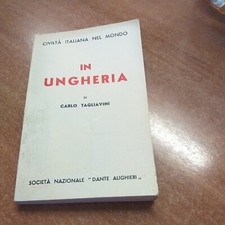 CIVILTÀ ITALIANA NEL MONDO
IN
UNGHERIA
DI
CARLO TAGLIAVINI
SOCIETÀ NAZIONALE "DANTE ALIGHIERI„